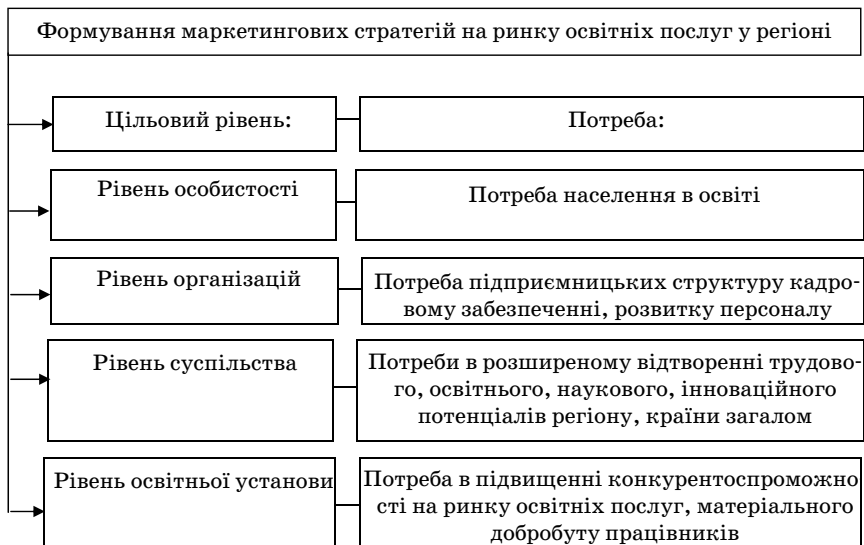 Формування маркетингових стратегій на ринку освітніх послуг у регіоні
Цільовий рівень:
Потреба:
Рівень особистості
Потреба населення в освіті
Рівень організацій
Потреба підприємницьких структуру кадро-
вому забезпеченні, розвитку персоналу
Рівень суспільства
Потреби в розширеному відтворенні трудово-
го, освітнього, наукового, інноваційного
потенціалів регіону, країни загалом
Рівень освітньої установи
Потреба в підвищенні конкурентоспроможно
сті на ринку освітніх послуг, матеріального
добробуту працівників